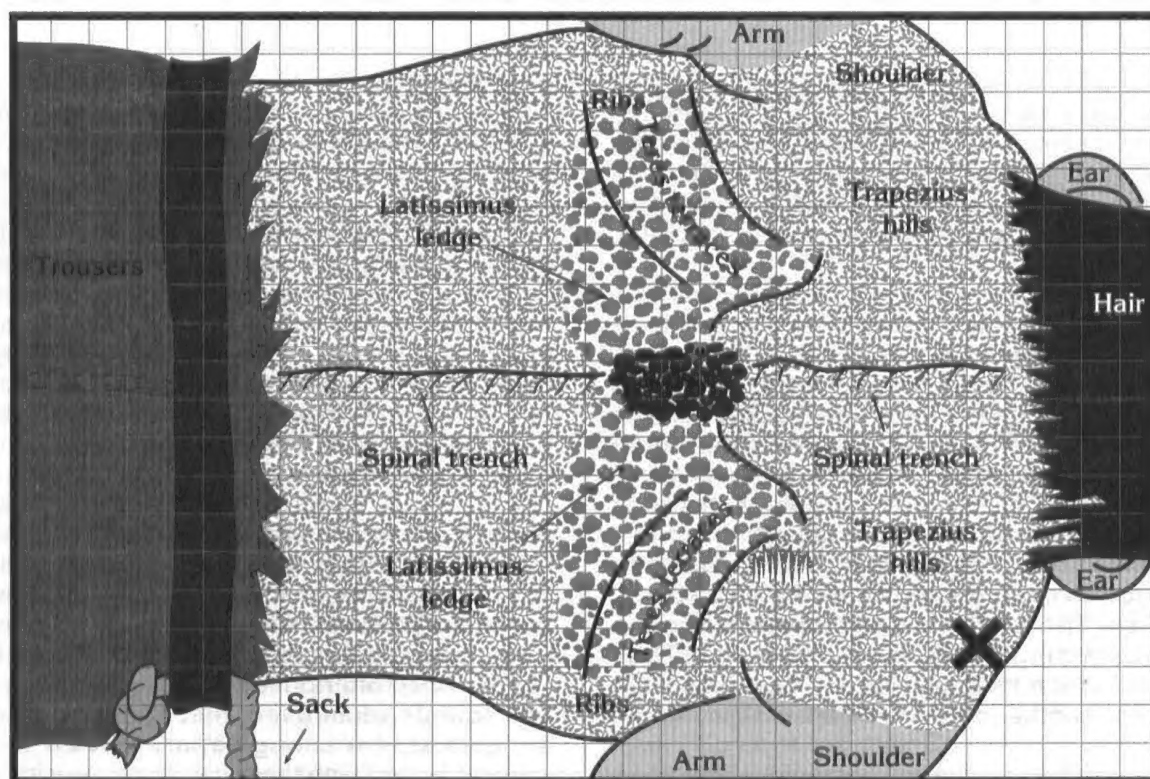 Arm
Shoulder
Ribs
Ear
Latissimus
ledge
Trapezius
hills
Trousers
Hair
Spinal trench
Spinal trench
Latissimus
ledge
Trapezius
hills
Ear
Sack
Ribs
Arm
Shoulder